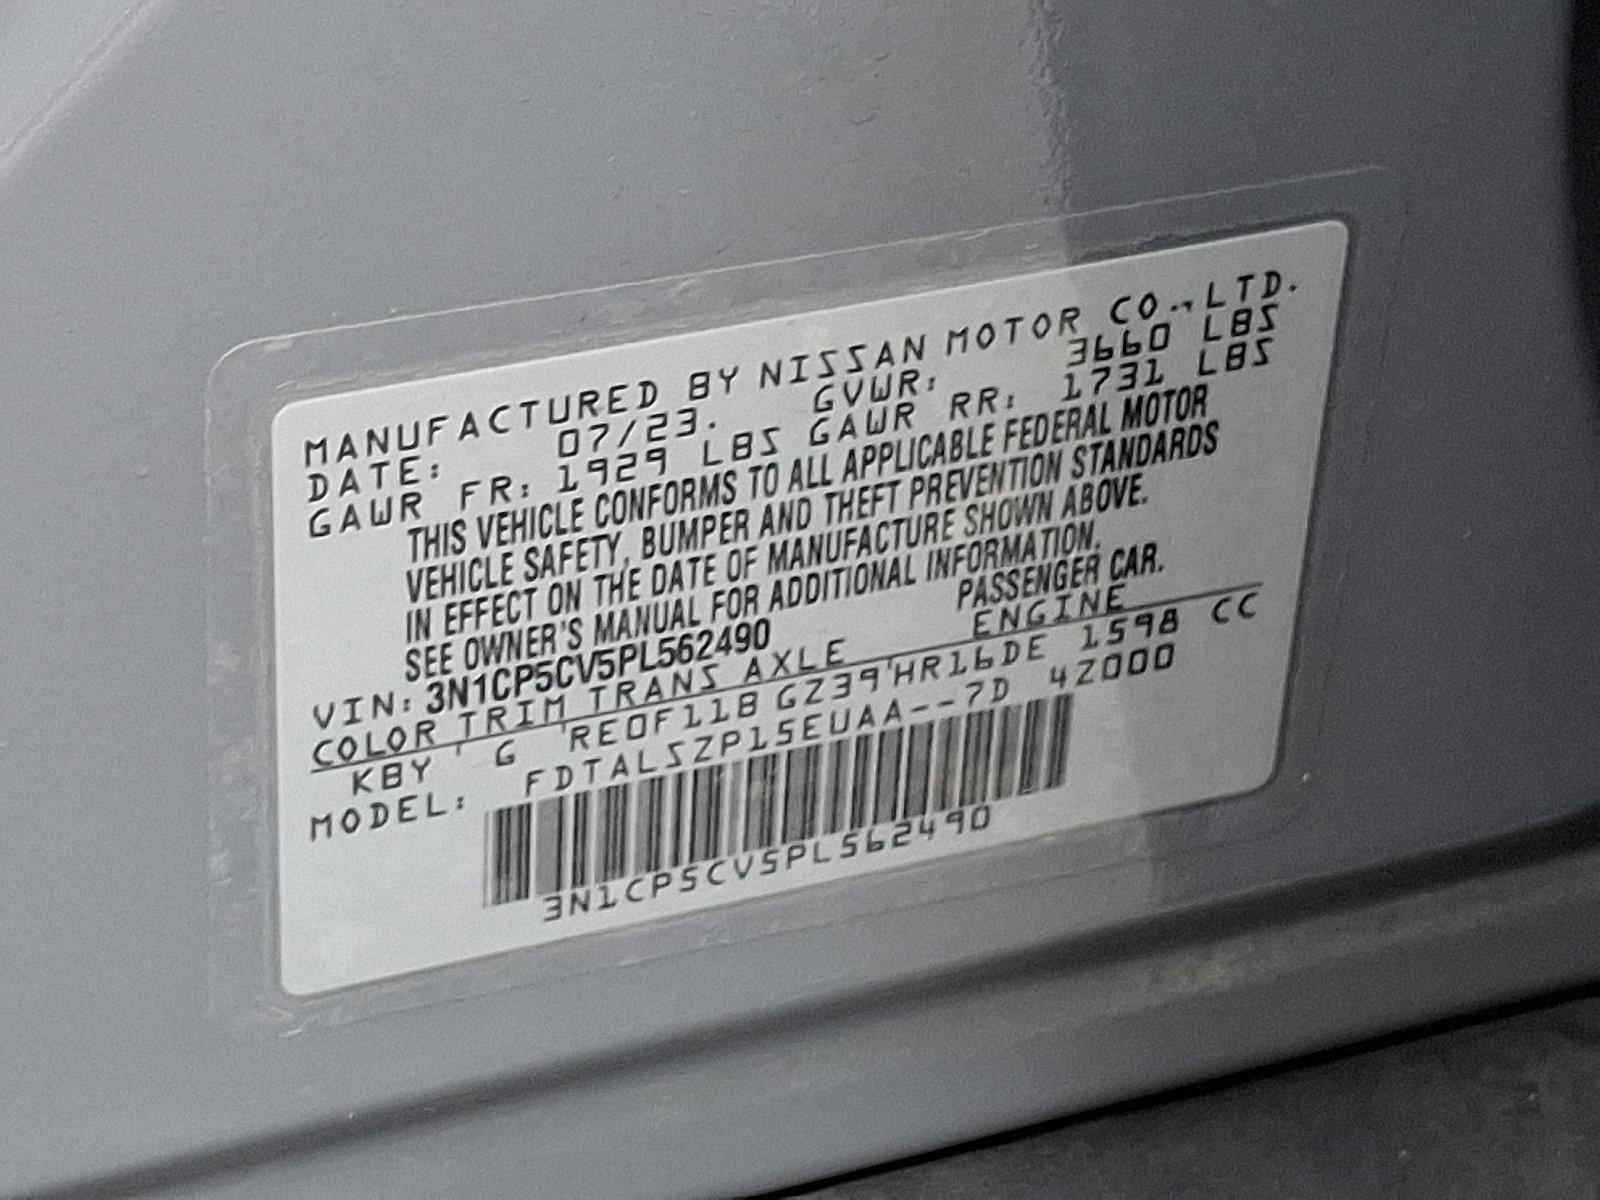 MANUFACTURED BY NISSAN MOTOR CO.,LTD.
DATE: 07/23. GVWR: 3660 LBS
GAWR FR: 1929 LBS GAWR RR: 1731 LBS
THIS VEHICLE CONFORMS TO ALL APPLICABLE FEDERAL MOTOR
VEHICLE SAFETY, BUMPER AND THEFT PREVENTION STANDARDS
IN EFFECT ON THE DATE OF MANUFACTURE SHOWN ABOVE.
SEE OWNER'S MANUAL FOR ADDITIONAL INFORMATION.
VIN: 3N1CP5CV5PL562490 PASSENGER CAR.
COLOR TRIM TRANS AXLE ENGINE
KBY ' G 'RE0F11B GZ39'HR16DE 1598 CC
MODEL: FDTALSZP15EUAA--7D 4Z000
3N1CP5CV5PL562490